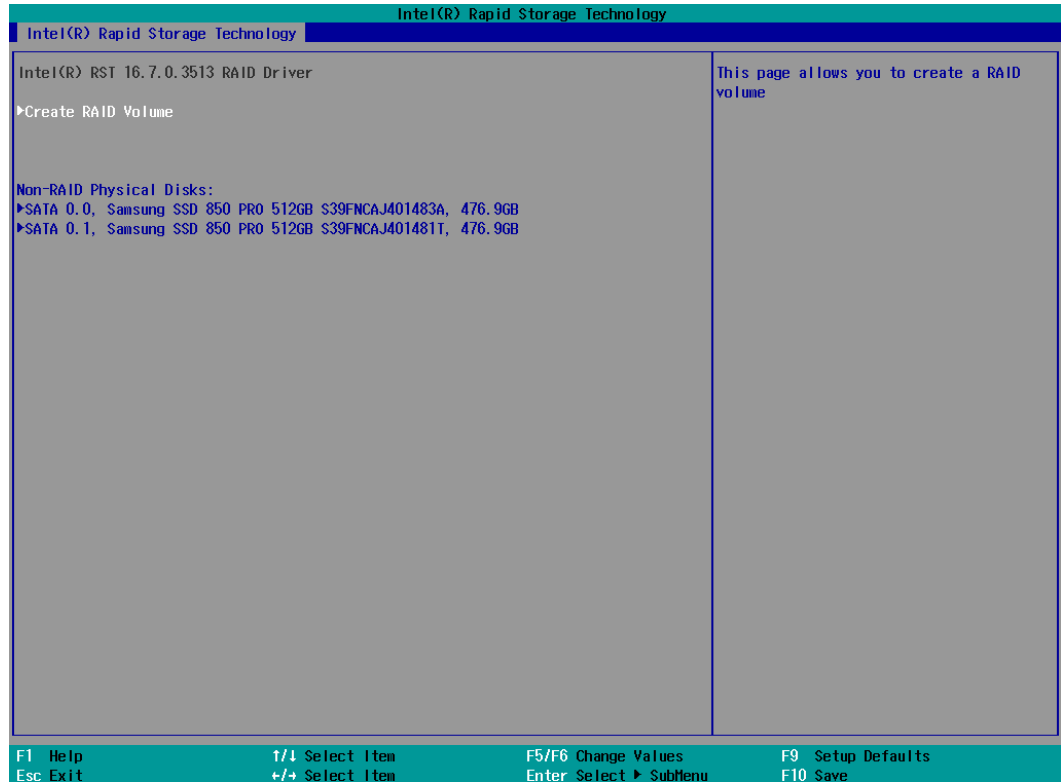 Intel(R) Rapid Storage Technology
Intel(R) Rapid Storage Technology
Intel(R) RST 16.7.0.3513 RAID Driver
▶Create RAID Volume
Non-RAID Physical Disks:
▶SATA 0.0, Samsung SSD 850 PRO 512GB S39FNCAJ401483A, 476.9GB
▶SATA 0.1, Samsung SSD 850 PRO 512GB S39FNCAJ401481T, 476.9GB
This page allows you to create a RAID
volume
F1 Help ↑/↓ Select Item F5/F6 Change Values F9 Setup Defaults
Esc Exit ←/→ Select Item Enter Select ▶ SubMenu F10 Save